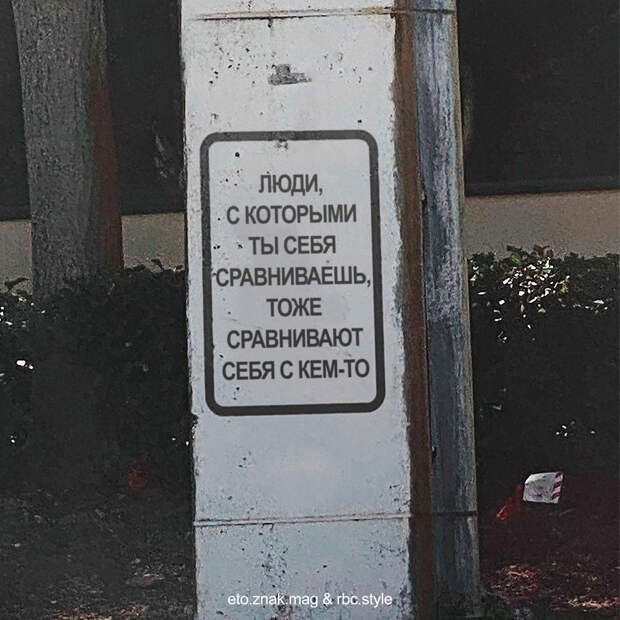 ЛЮДИ,
С КОТОРЫМИ
ТЫ СЕБЯ
СРАВНИВАЕШЬ,
ТОЖЕ
СРАВНИВАЮТ
СЕБЯ С КЕМ-ТО
eto.znak.mag & rbc.style